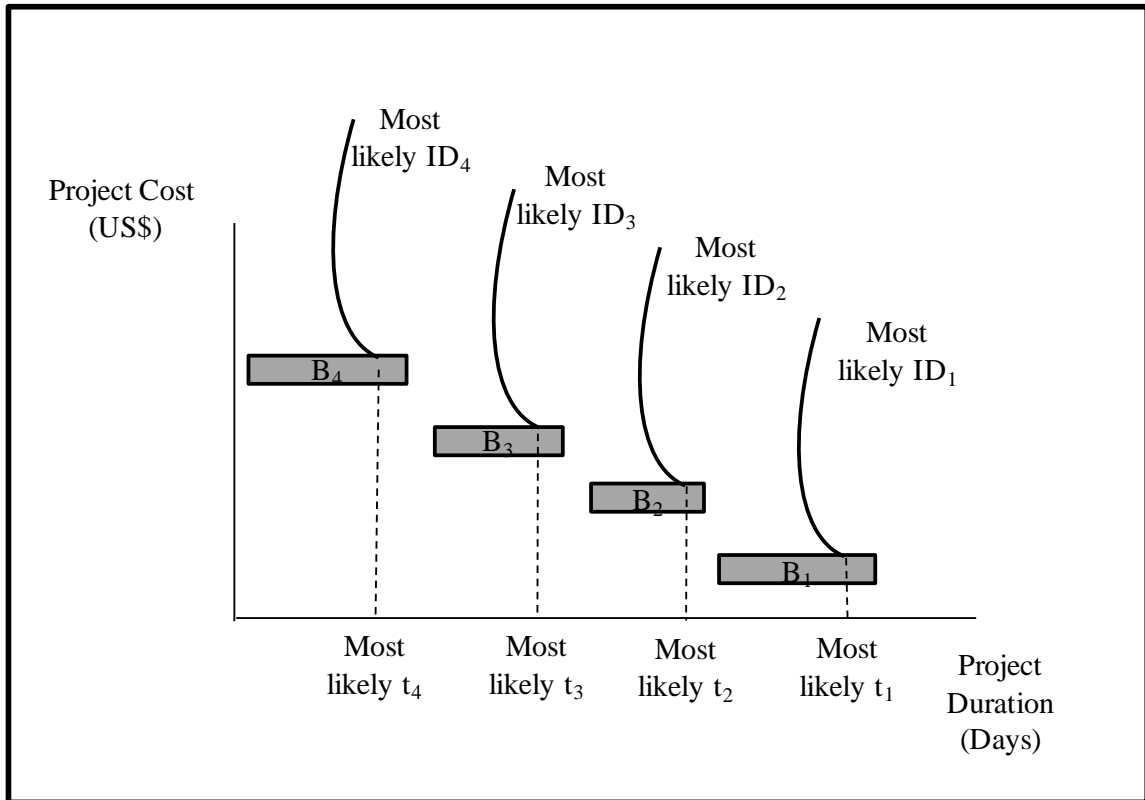 Most
likely ID₄
Most
likely ID₃
Project Cost
(US$)
Most
likely ID₂
Most
likely ID₁
B₄
B₃
B₂
B₁
Most
likely t₄
Most
likely t₃
Most
likely t₂
Most
likely t₁
Project
Duration
(Days)